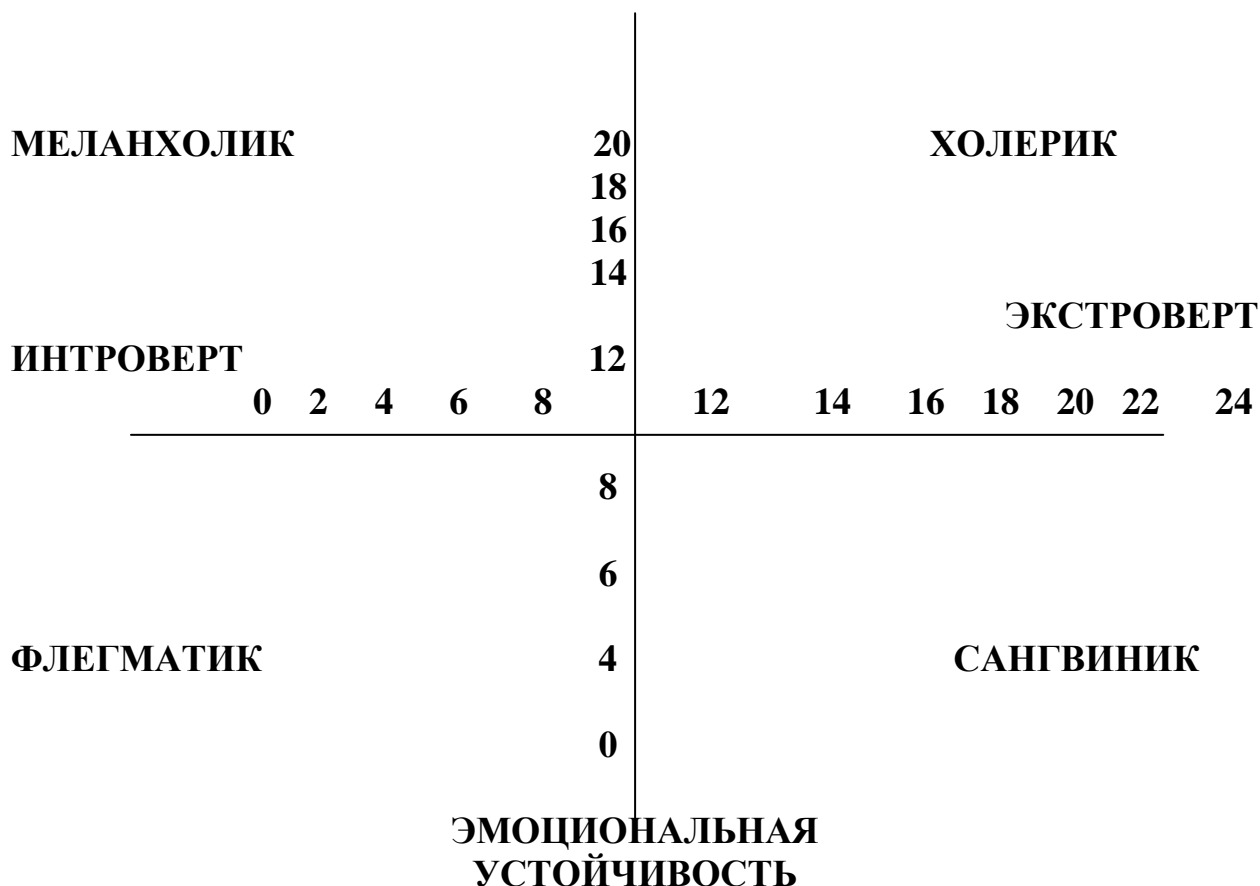 МЕЛАНХОЛИК 20 ХОЛЕРИК
18
16
14
ЭКСТРОВЕРТ
ИНТРОВЕРТ 12
0 2 4 6 8 12 14 16 18 20 22 24
8
6
ФЛЕГМАТИК 4 САНГВИНИК
0
ЭМОЦИОНАЛЬНАЯ
УСТОЙЧИВОСТЬ